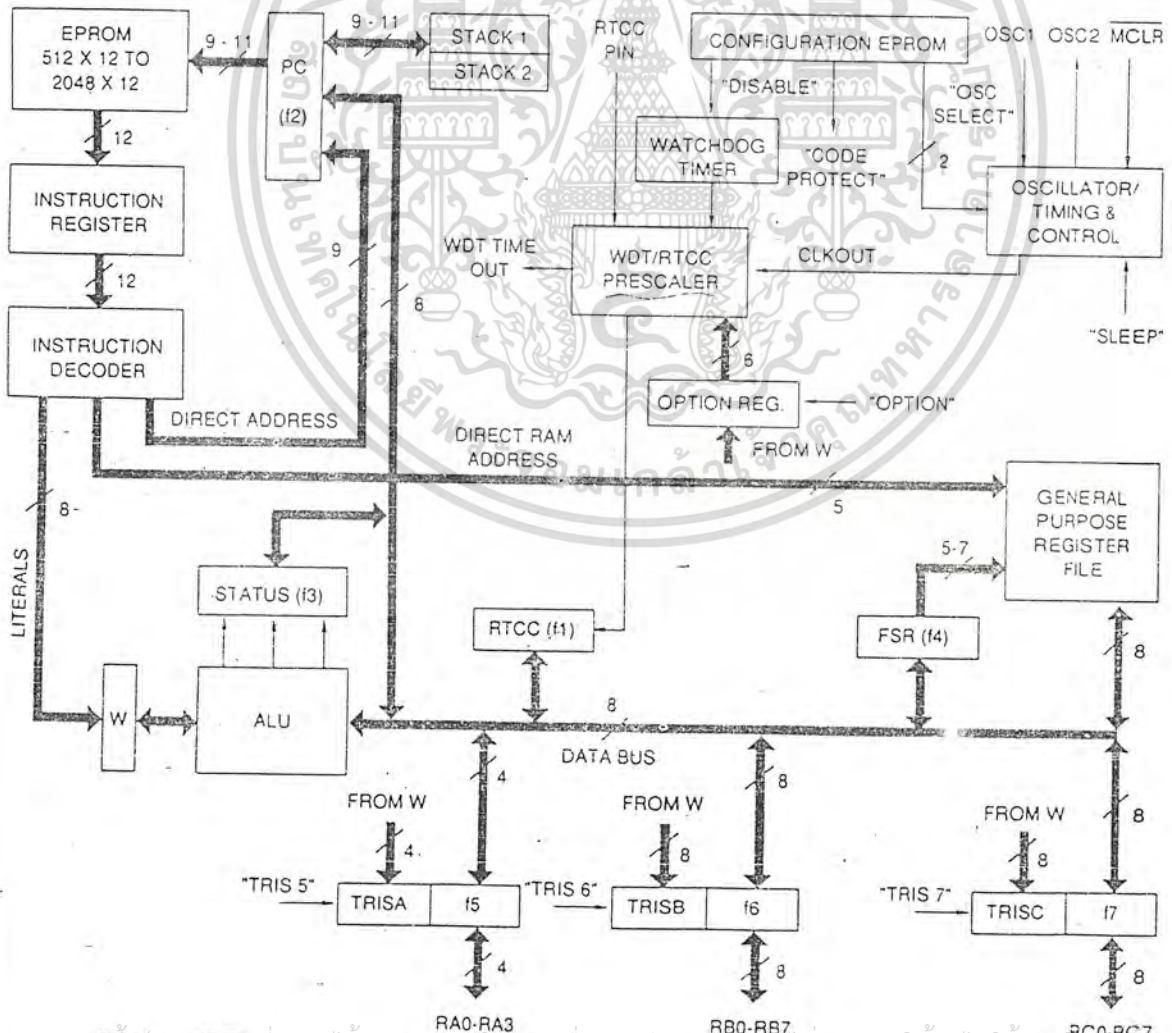 EPROM
512 X 12 TO
2048 X 12
9 - 11
PC
(f2)
9 - 11
STACK 1
STACK 2
RTCC
PIN
CONFIGURATION EPROM
OSC1 OSC2 MCLR
"DISABLE"
"OSC
SELECT"
12
WATCHDOG
TIMER
"CODE
PROTECT"
2
INSTRUCTION
REGISTER
OSCILLATOR/
TIMING &
CONTROL
9
WDT TIME
OUT
WDT/RTCC
PRESCALER
CLKOUT
12
8
"SLEEP"
INSTRUCTION
DECODER
6
OPTION REG.
"OPTION"
DIRECT ADDRESS
DIRECT RAM
ADDRESS
FROM W
5
GENERAL
PURPOSE
REGISTER
FILE
8
LITERALS
5-7
STATUS (f3)
RTCC (f1)
FSR (f4)
8
W
ALU
8
DATA BUS
4
8
8
FROM W
4
FROM W
8
FROM W
8
"TRIS 5"
TRISA
f5
"TRIS 6"
TRISB
f6
"TRIS 7"
TRISC
f7
4
8
8
RA0-RA3
RB0-RB7
RC0-RC7